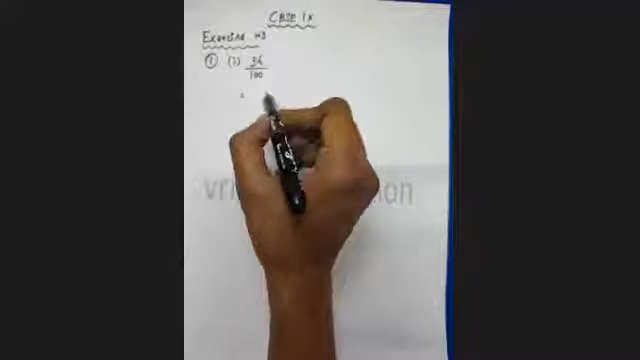 CBSE IX
Exercise 1.3
① (i) 36
100
=